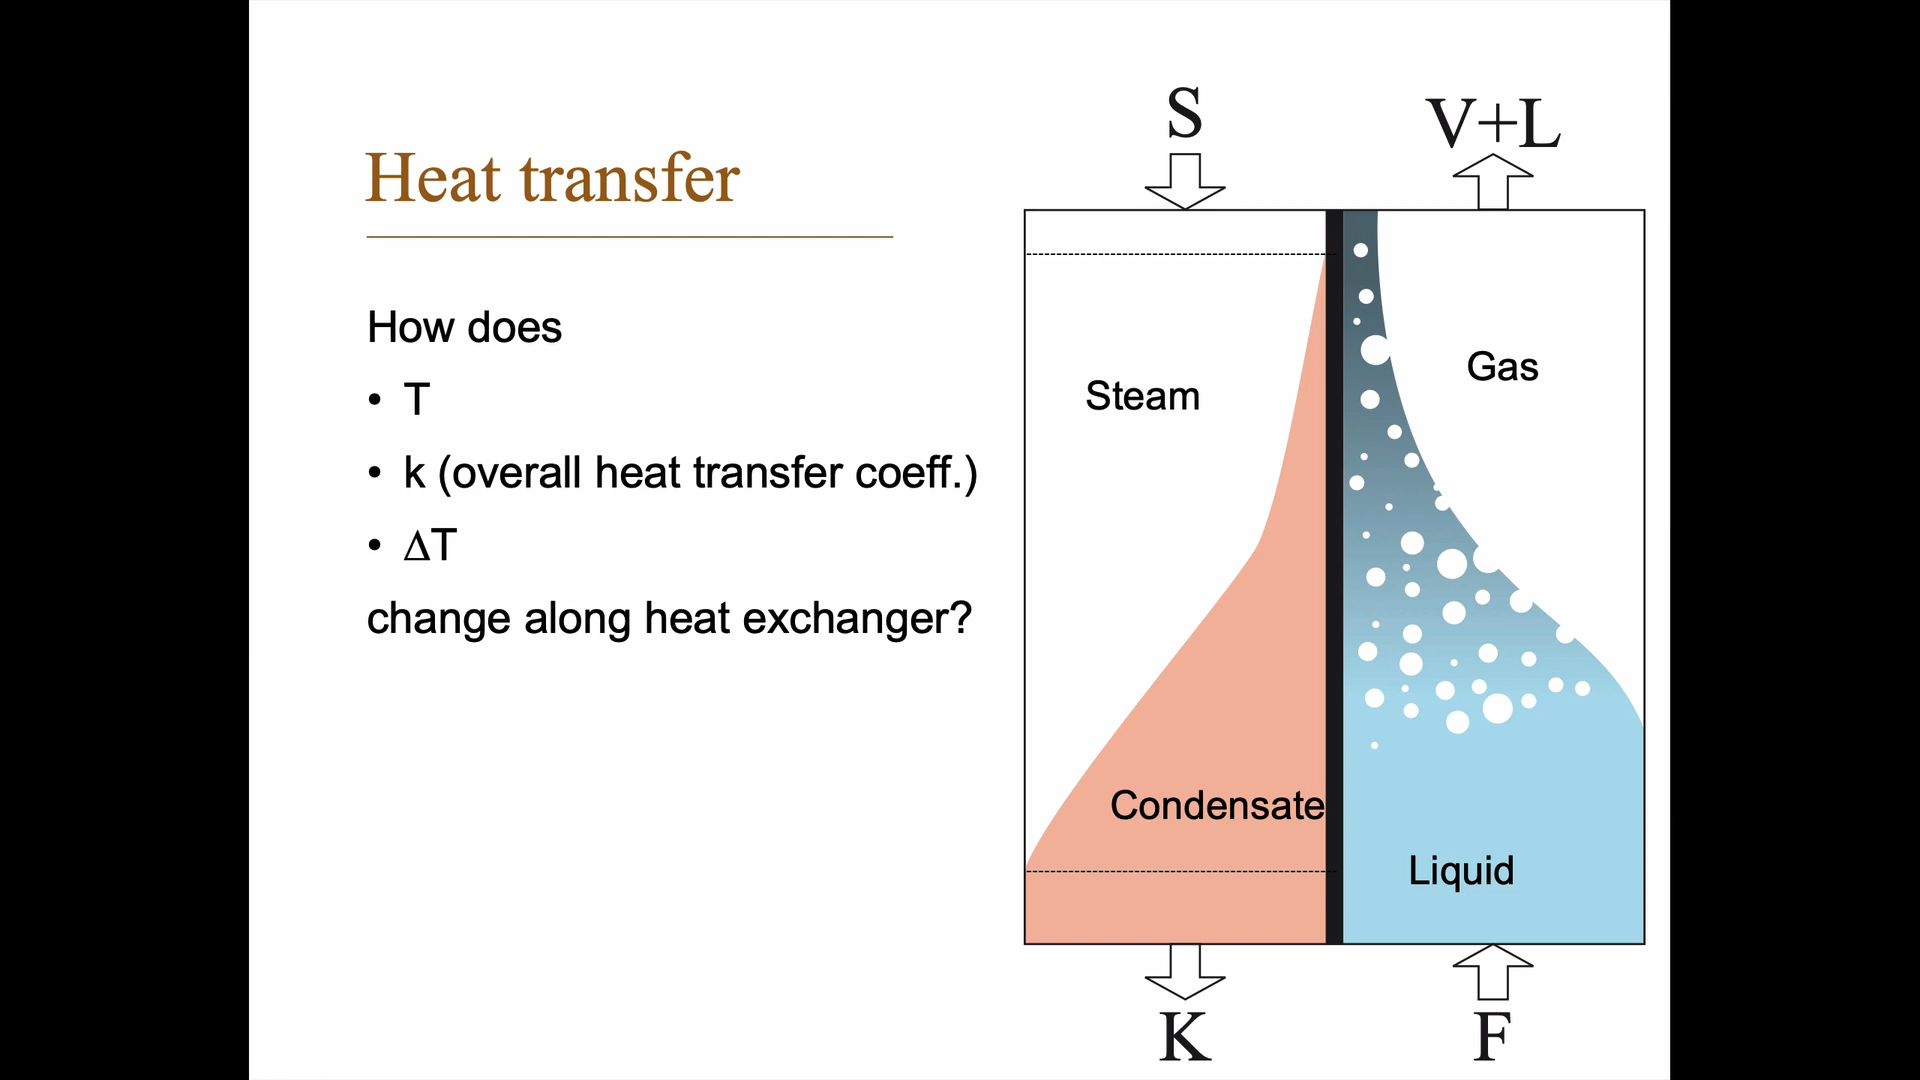 Heat transfer
How does
• T
• k (overall heat transfer coeff.)
• ΔT
change along heat exchanger?
S
V+L
Steam
Gas
Condensate
Liquid
K
F